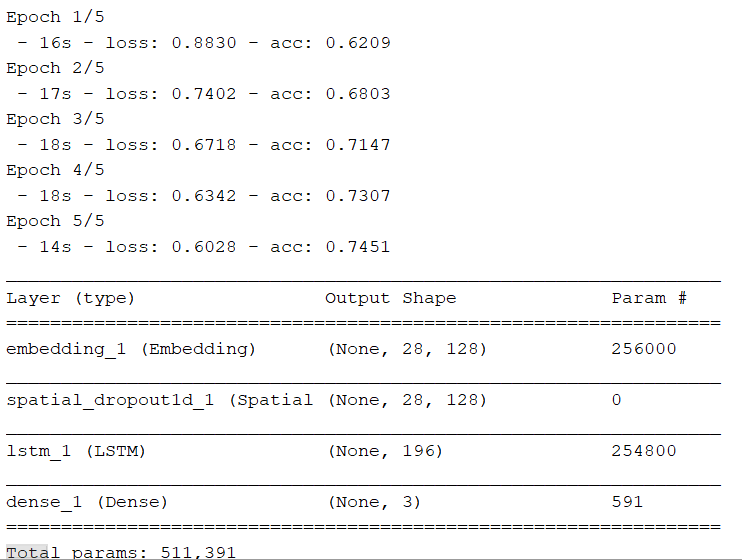 Epoch 1/5
 - 16s - loss: 0.8830 - acc: 0.6209
Epoch 2/5
 - 17s - loss: 0.7402 - acc: 0.6803
Epoch 3/5
 - 18s - loss: 0.6718 - acc: 0.7147
Epoch 4/5
 - 18s - loss: 0.6342 - acc: 0.7307
Epoch 5/5
 - 14s - loss: 0.6028 - acc: 0.7451
Layer (type) Output Shape Param #
embedding_1 (Embedding) (None, 28, 128) 256000
spatial_dropout1d_1 (Spatial (None, 28, 128) 0
lstm_1 (LSTM) (None, 196) 254800
dense_1 (Dense) (None, 3) 591
Total params: 511,391